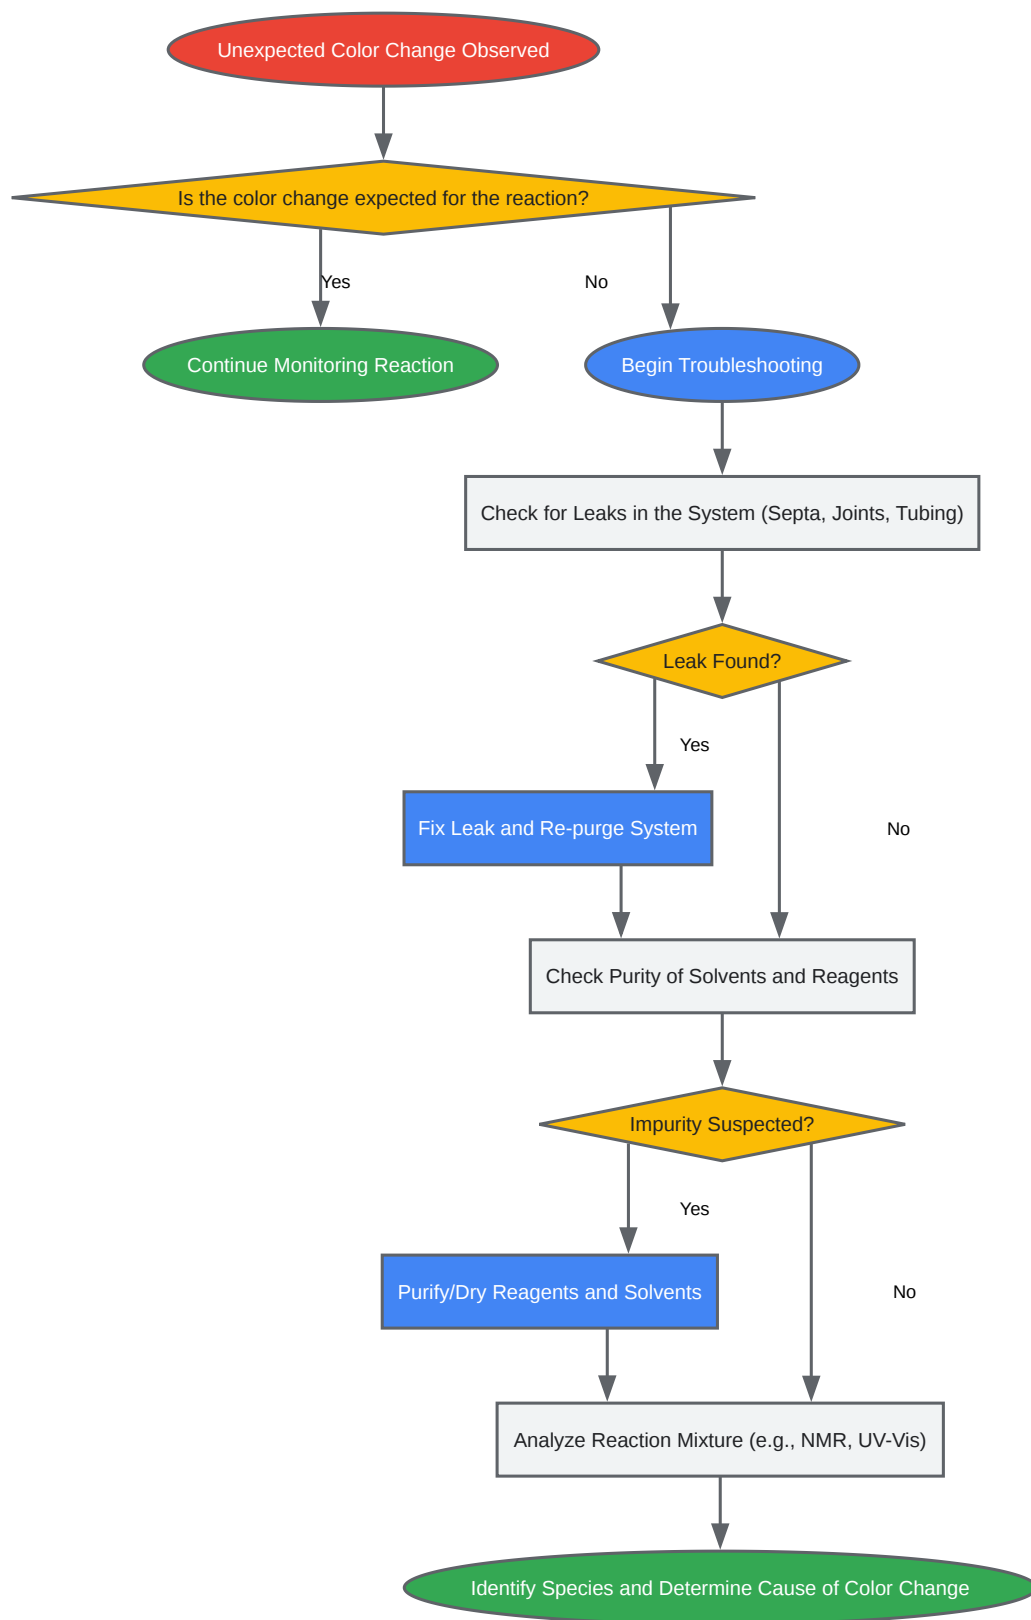 Unexpected Color Change Observed
Is the color change expected for the reaction?
Yes
No
Continue Monitoring Reaction
Begin Troubleshooting
Check for Leaks in the System (Septa, Joints, Tubing)
Leak Found?
Yes
Fix Leak and Re-purge System
No
Check Purity of Solvents and Reagents
Impurity Suspected?
Yes
Purify/Dry Reagents and Solvents
No
Analyze Reaction Mixture (e.g., NMR, UV-Vis)
Identify Species and Determine Cause of Color Change